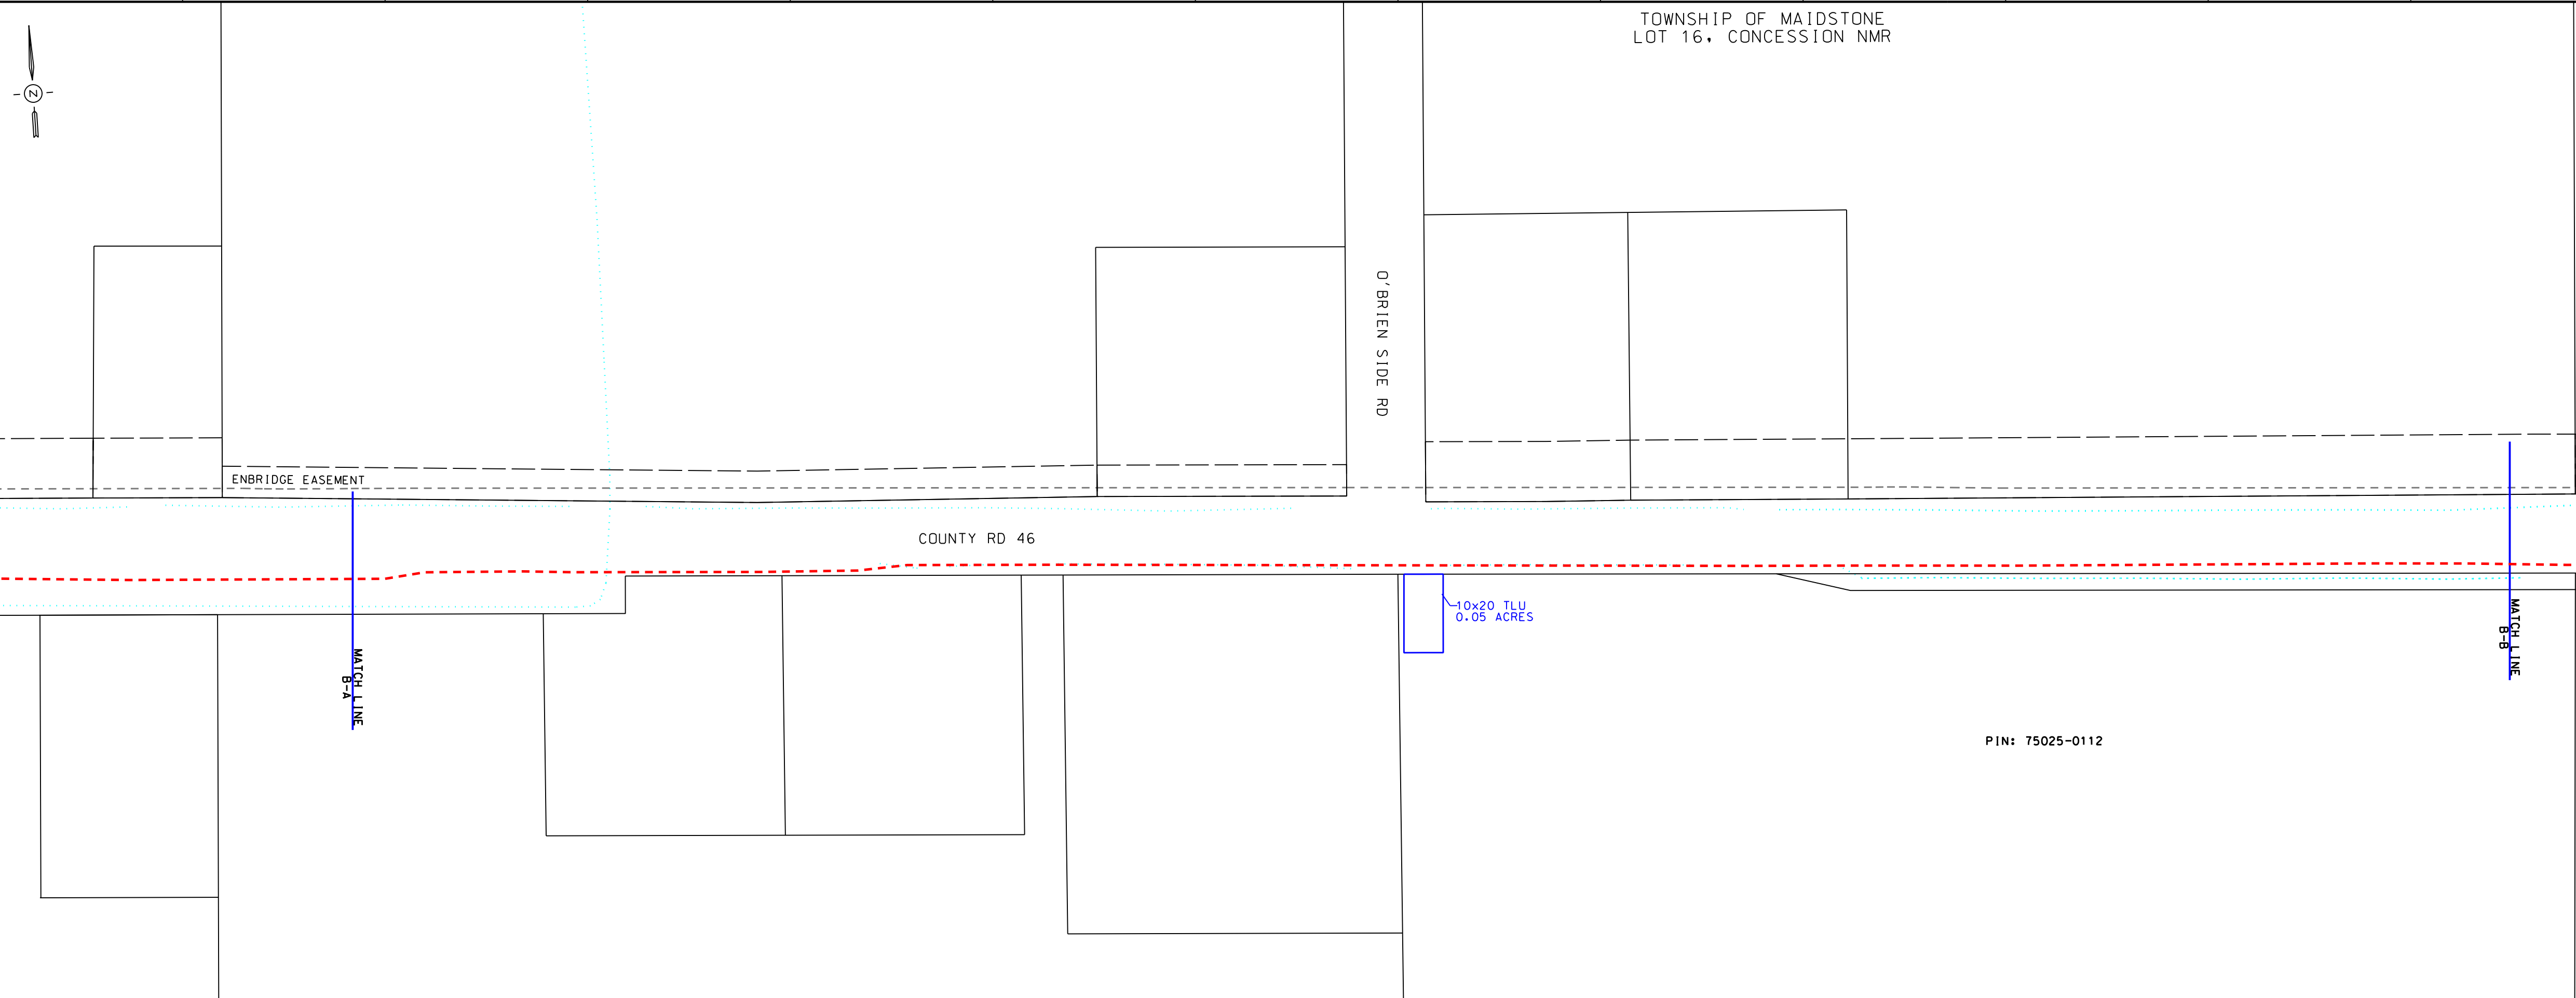 TOWNSHIP OF MAIDSTONE
LOT 16, CONCESSION NMR
N
O'BRIEN SIDE RD
ENBRIDGE EASEMENT
COUNTY RD 46
10x20 TLU
0.05 ACRES
MATCH LINE
B-A
MATCH LINE
B-B
PIN: 75025-0112